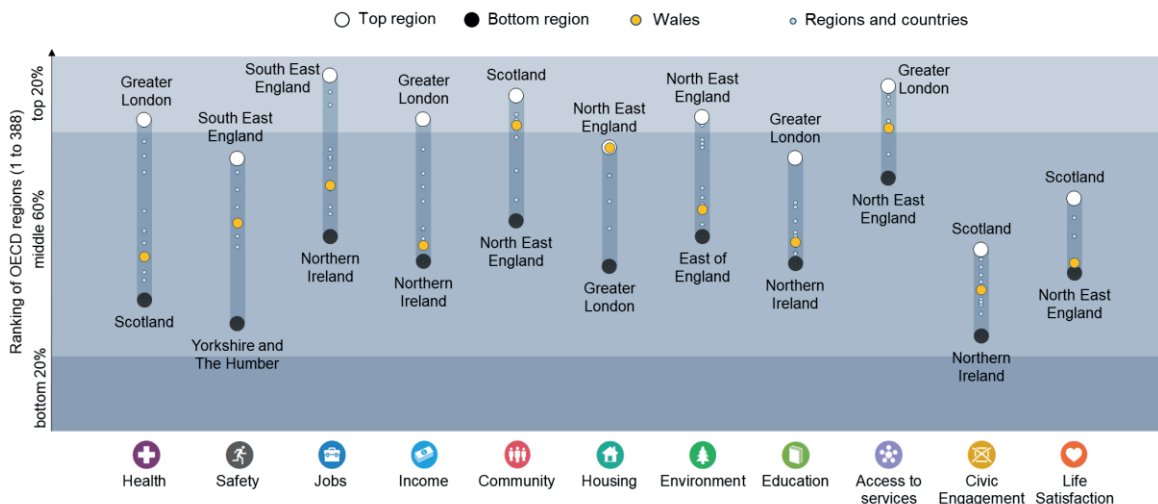 Top region
Bottom region
Wales
Regions and countries
Ranking of OECD regions (1 to 388)
top 20%
middle 60%
bottom 20%
Greater
London
Scotland
South East
England
Yorkshire and
The Humber
South East
England
Northern
Ireland
Greater
London
Northern
Ireland
Scotland
North East
England
North East
England
Greater
London
North East
England
East of
England
Greater
London
Northern
Ireland
Greater
London
North East
England
Scotland
Northern
Ireland
Scotland
North East
England
Health
Safety
Jobs
Income
Community
Housing
Environment
Education
Access to
services
Civic
Engagement
Life
Satisfaction